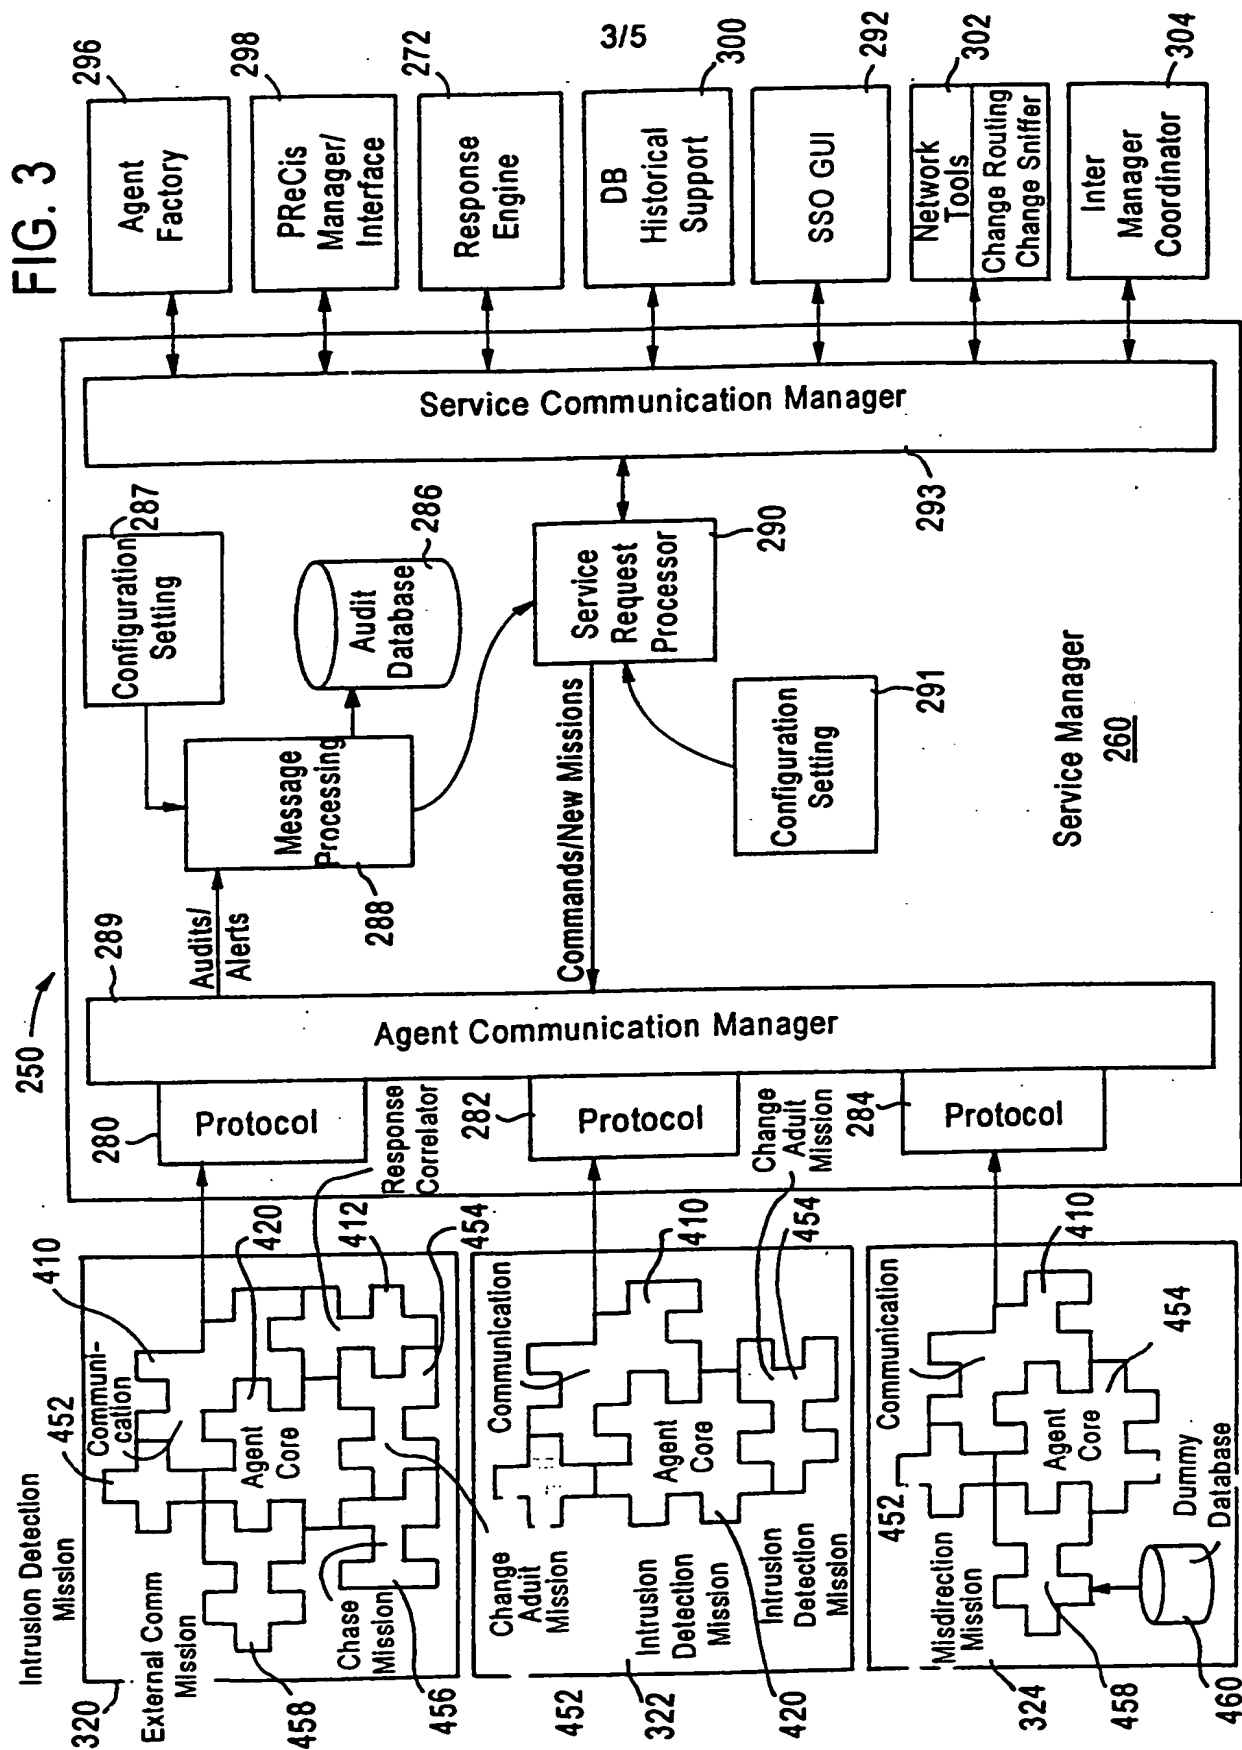 3/5
FIG. 3
250
296
Agent
Factory
298
PReCis
Manager/
Interface
272
Response
Engine
300
DB
Historical
Support
292
SSO GUI
302
Network
Tools
Change Routing
Change Sniffer
304
Inter
Manager
Coordinator
Service Communication Manager
293
287
Configuration
Setting
286
Audit
Database
Message
Processing
288
290
Service
Request
Processor
291
Configuration
Setting
Commands/New Missions
Audits/
Alerts
289
Agent Communication Manager
Service Manager
260
280
Protocol
282
Protocol
284
Protocol
Response
Correlator
Change
Aduit
Mission
Intrusion Detection
Mission
320
External Comm
Mission
452
Communi-
cation
410
420
412
454
Agent
Core
458
Chase
Mission
456
Change
Aduit
Mission
452
Communication
410
454
Agent
Core
Intrusion
Detection
Mission
Intrusion
Detection
Mission
322
420
Communication
410
454
452
Agent
Core
Misdirection
Mission
Dummy
Database
324
458
460